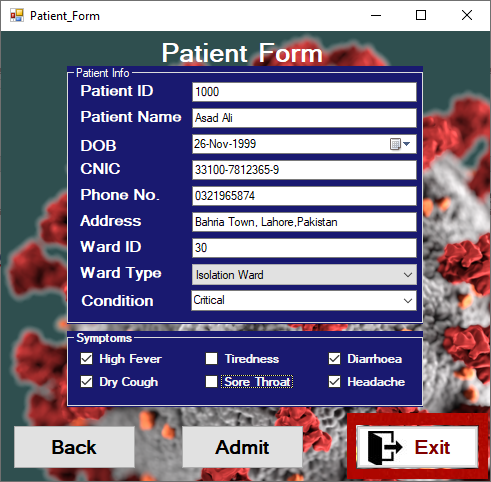 Patient_Form
Patient Form
Patient Info
Patient ID 1000
Patient Name Asad Ali
DOB 26-Nov-1999
CNIC 33100-7812365-9
Phone No. 0321965874
Address Bahria Town, Lahore,Pakistan
Ward ID 30
Ward Type Isolation Ward
Condition Critical
Symptoms
High Fever Tiredness Diarrhoea
Dry Cough Sore Throat Headache
Back Admit Exit